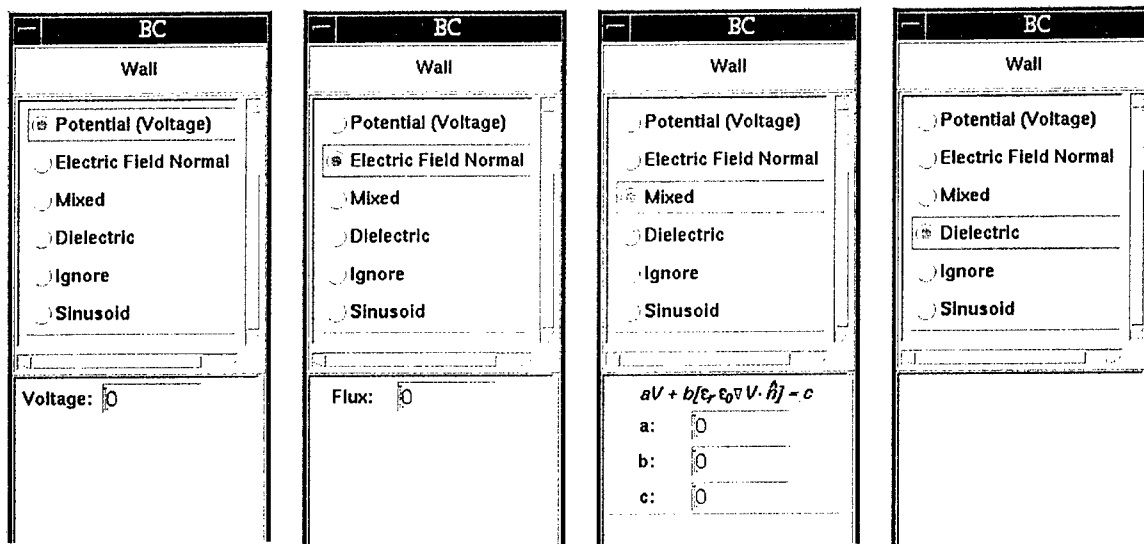 BC
Wall
Potential (Voltage)
Electric Field Normal
Mixed
Dielectric
Ignore
Sinusoid
Voltage: 0
BC
Wall
Potential (Voltage)
Electric Field Normal
Mixed
Dielectric
Ignore
Sinusoid
Flux: 0
BC
Wall
Potential (Voltage)
Electric Field Normal
Mixed
Dielectric
Ignore
Sinusoid
aV + b[εᵣ ε₀ ∇ V · n̂] = c
a: 0
b: 0
c: 0
BC
Wall
Potential (Voltage)
Electric Field Normal
Mixed
Dielectric
Ignore
Sinusoid